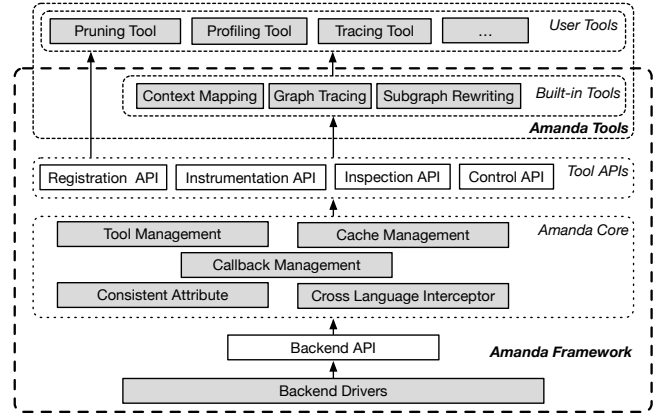 Pruning Tool Profiling Tool Tracing Tool ... User Tools
Context Mapping Graph Tracing Subgraph Rewriting Built-in Tools
Amanda Tools
Registration API Instrumentation API Inspection API Control API Tool APIs
Tool Management Cache Management Amanda Core
Callback Management
Consistent Attribute Cross Language Interceptor
Backend API Amanda Framework
Backend Drivers